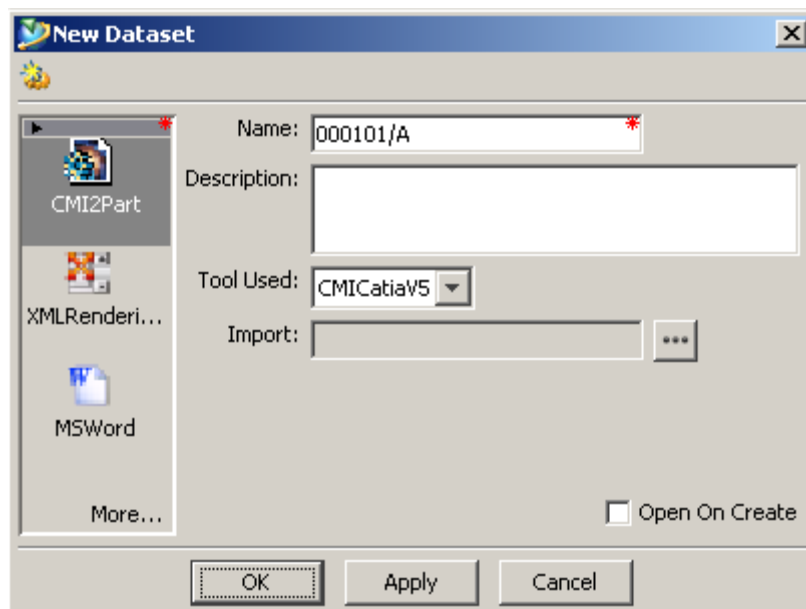 New Dataset
CMI2Part
XMLRenderi...
MSWord
More...
Name: 000101/A
Description:
Tool Used: CMICatiaV5
Import:
...
Open On Create
OK Apply Cancel